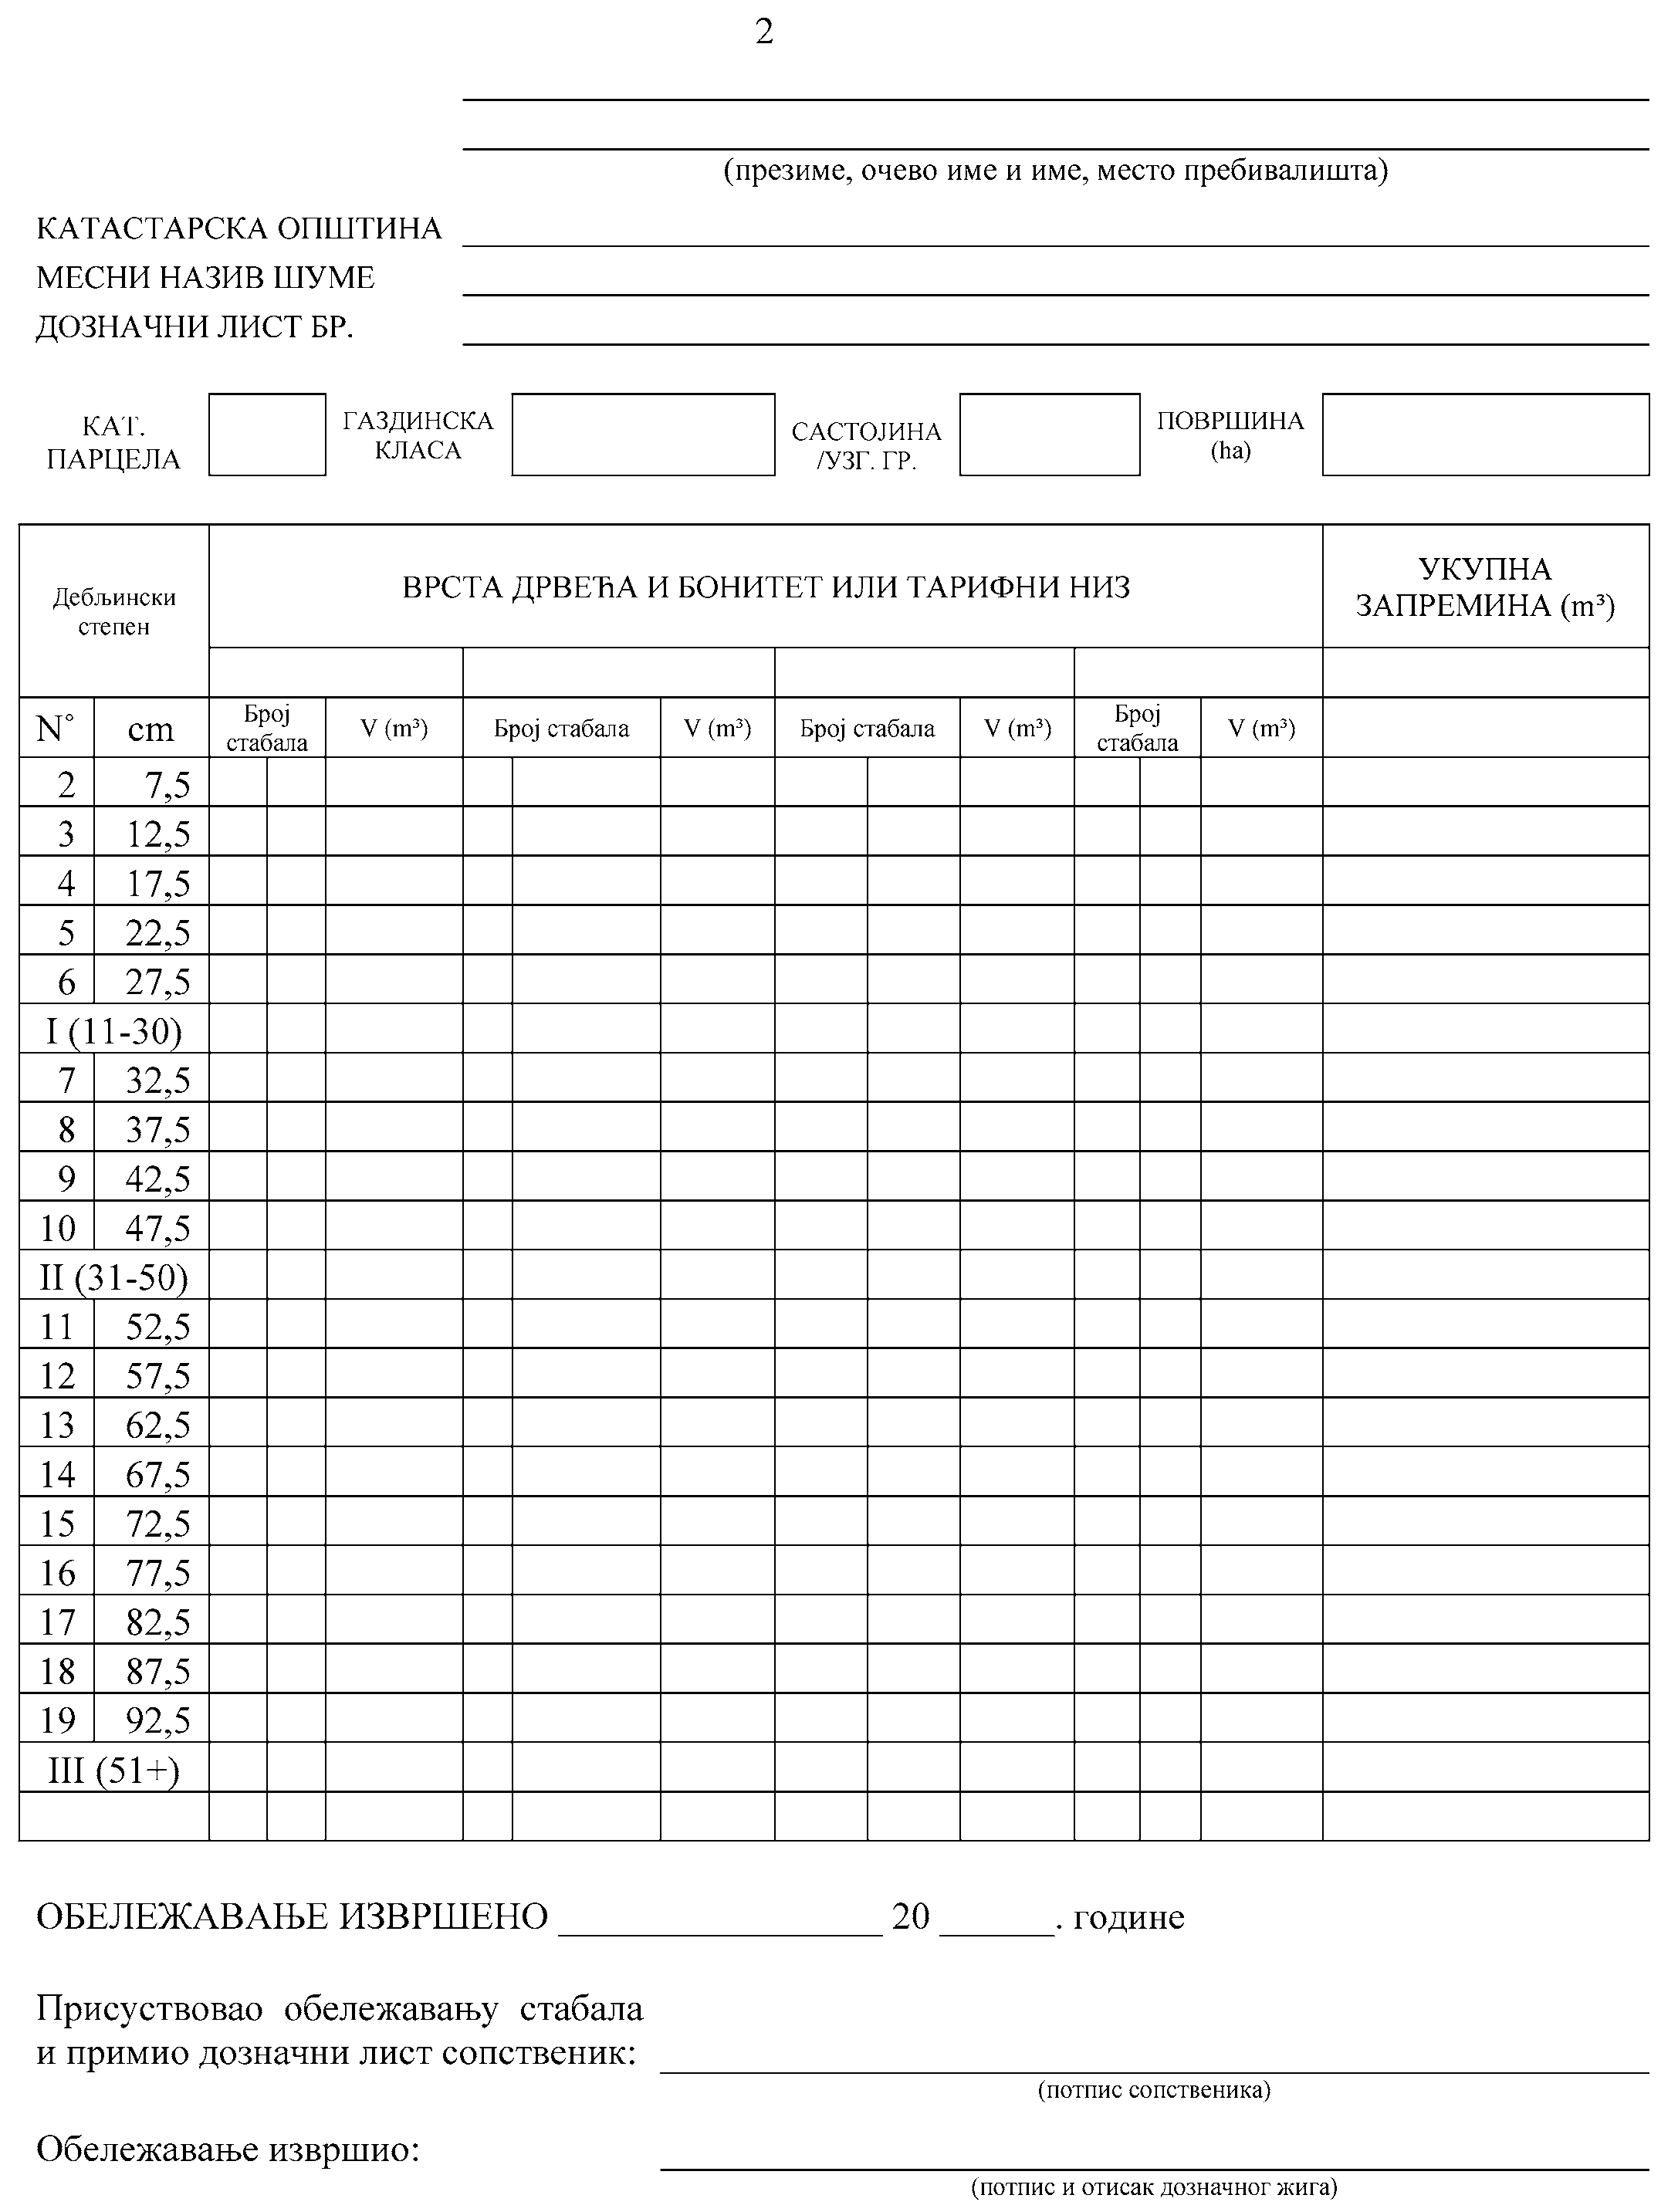 2
(презиме, очево име и име, место пребивалишта)
КАТАСТАРСКА ОПШТИНА
МЕСНИ НАЗИВ ШУМЕ
ДОЗНАЧНИ ЛИСТ БР.
КАТ.
ПАРЦЕЛА
ГАЗДИНСКА
КЛАСА
САСТОЈИНА
/УЗГ. ГР.
ПОВРШИНА
(ha)
Дебљински
степен
ВРСТА ДРВЕЋА И БОНИТЕТ ИЛИ ТАРИФНИ НИЗ
УКУПНА
ЗАПРЕМИНА (m³)
N° cm Број стабала V (m³) Број стабала V (m³) Број стабала V (m³) Број стабала V (m³)
2 7,5
3 12,5
4 17,5
5 22,5
6 27,5
I (11-30)
7 32,5
8 37,5
9 42,5
10 47,5
II (31-50)
11 52,5
12 57,5
13 62,5
14 67,5
15 72,5
16 77,5
17 82,5
18 87,5
19 92,5
III (51+)
ОБЕЛЕЖАВАЊЕ ИЗВРШЕНО _______________ 20 _____. године
Присуствовао обележавању стабала
и примио дозначни лист сопственик:
(потпис сопственика)
Обележавање извршио:
(потпис и отисак дозначног жига)